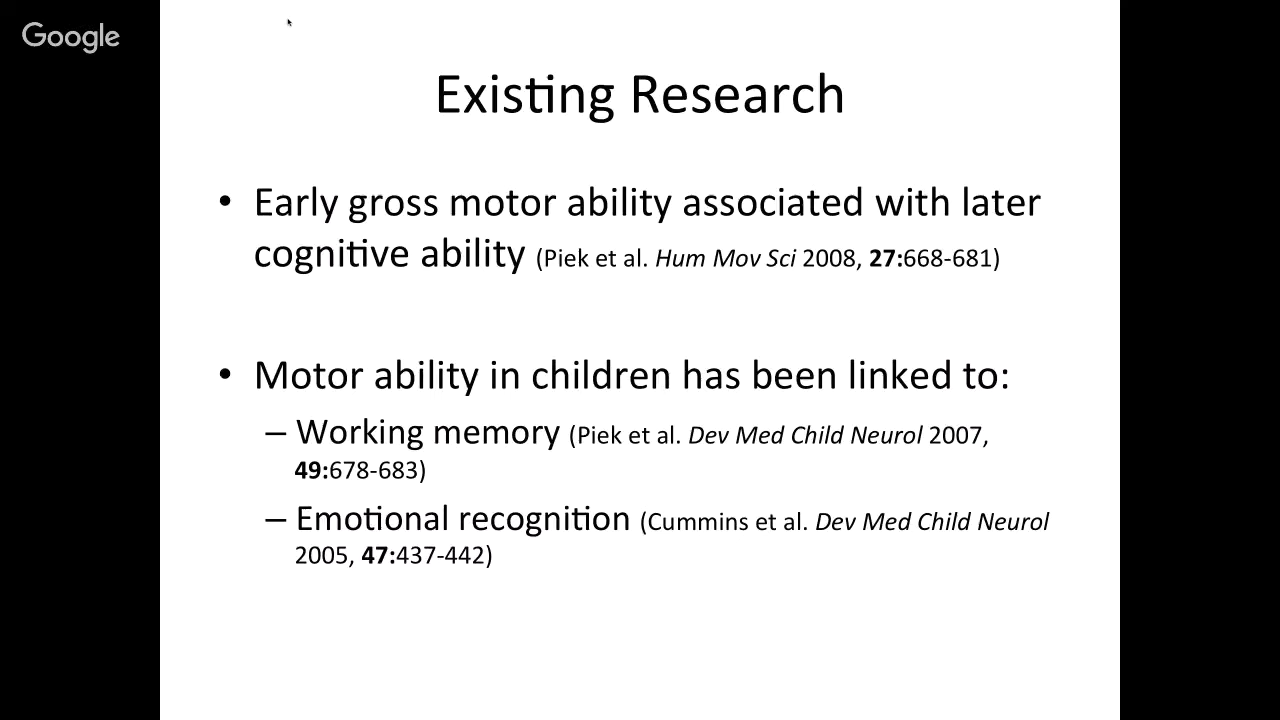 Google
Existing Research
• Early gross motor ability associated with later
cognitive ability (Piek et al. Hum Mov Sci 2008, 27:668-681)
• Motor ability in children has been linked to:
– Working memory (Piek et al. Dev Med Child Neurol 2007,
49:678-683)
– Emotional recognition (Cummins et al. Dev Med Child Neurol
2005, 47:437-442)